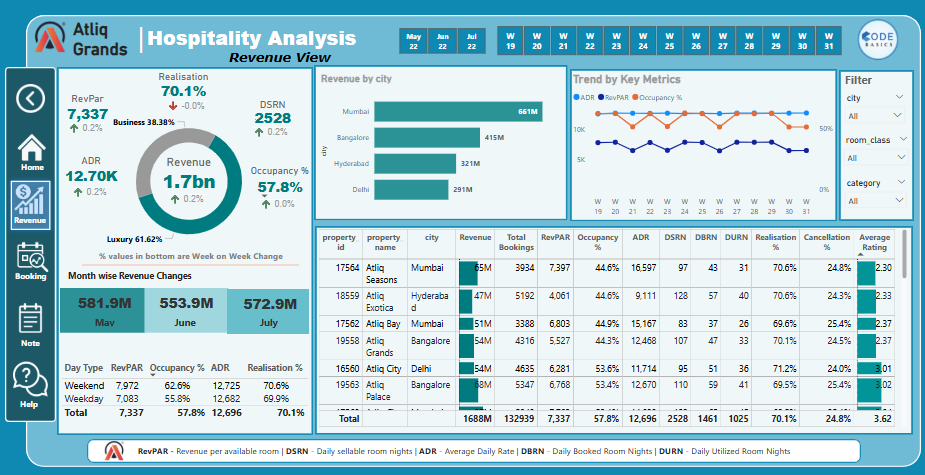 Atliq
Grands
Hospitality Analysis
Revenue View
May 22 Jun 22 Jul 22
W 19 W 20 W 21 W 22 W 23 W 24 W 25 W 26 W 27 W 28 W 29 W 30 W 31
CODE
BASICS
Home
Revenue
Booking
Note
Help
Realisation
70.1%
-0.0%
RevPar
7,337
0.2%
DSRN
2528
0.2%
Business 38.38%
ADR
12.70K
0.2%
Revenue
1.7bn
0.2%
Occupancy %
57.8%
0.0%
Luxury 61.62%
% values in bottom are Week on Week Change
Month wise Revenue Changes
581.9M 553.9M 572.9M
May June July
Day Type RevPAR Occupancy % ADR Realisation %
Weekend 7,972 62.6% 12,725 70.6%
Weekday 7,083 55.8% 12,682 69.9%
Total 7,337 57.8% 12,696 70.1%
Revenue by city
city
Mumbai 661M
Bangalore 415M
Hyderabad 321M
Delhi 291M
Trend by Key Metrics
ADR RevPAR Occupancy %
10K
5K
50%
0%
W 19 W 20 W 21 W 22 W 23 W 24 W 25 W 26 W 27 W 28 W 29 W 30 W 31
Filter
city
All
room_class
All
category
All
property_id property_name city Revenue Total Bookings RevPAR Occupancy % ADR DSRN DBRN DURN Realisation % Cancellation % Average Rating
17564 Atliq Seasons Mumbai 65M 3934 7,397 44.6% 16,597 97 43 31 70.6% 24.8% 2.30
18559 Atliq Exotica Hyderabad 47M 5192 4,061 44.6% 9,111 128 57 40 70.6% 24.3% 2.33
17562 Atliq Bay Mumbai 51M 3388 6,803 44.9% 15,167 83 37 26 69.6% 25.4% 2.37
19558 Atliq Grands Bangalore 54M 4316 5,527 44.3% 12,468 107 47 33 70.1% 24.5% 2.37
16560 Atliq City Delhi 54M 4635 6,281 53.6% 11,714 95 51 36 71.2% 24.0% 3.01
19563 Atliq Palace Bangalore 68M 5347 6,768 53.4% 12,670 110 59 41 69.5% 25.4% 3.02
Total 1688M 132939 7,337 57.8% 12,696 2528 1461 1025 70.1% 24.8% 3.62
RevPAR - Revenue per available room | DSRN - Daily sellable room nights | ADR - Average Daily Rate | DBRN - Daily Booked Room Nights | DURN - Daily Utilized Room Nights